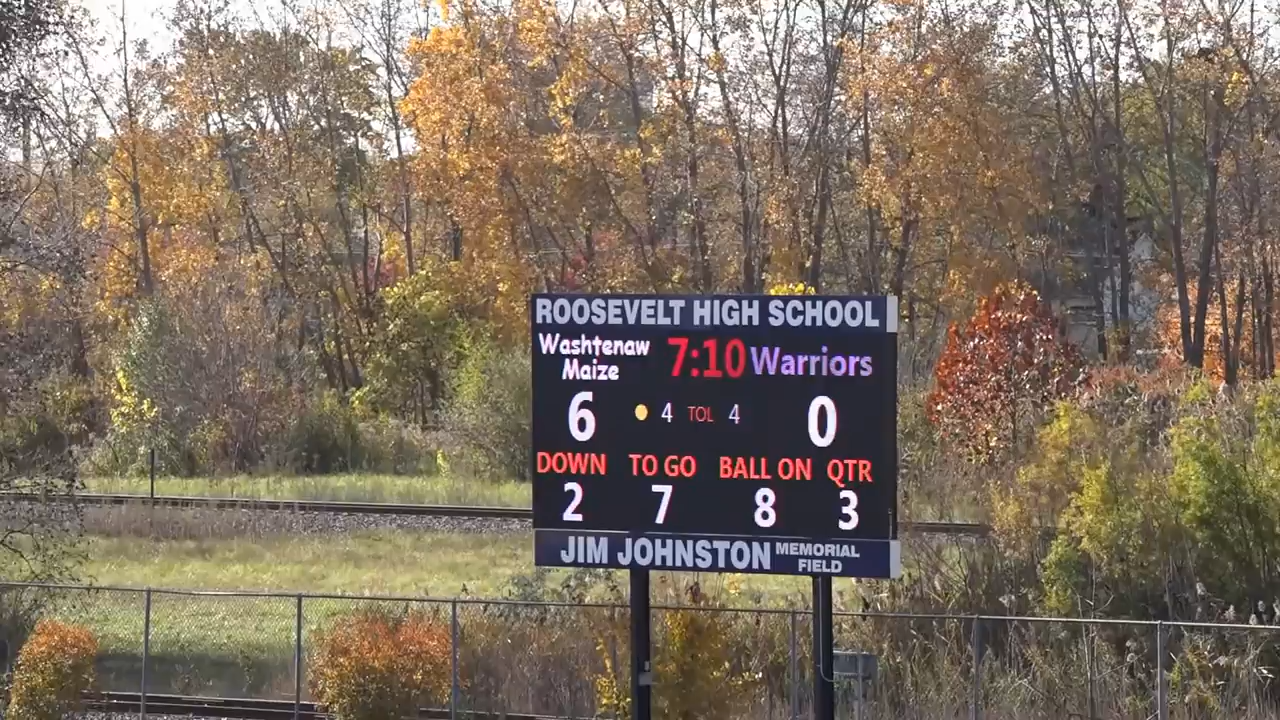 ROOSEVELT HIGH SCHOOL
Washtenaw Maize 7:10 Warriors
6 4 TOL 4 0
DOWN TO GO BALL ON QTR
2 7 8 3
JIM JOHNSTON MEMORIAL FIELD